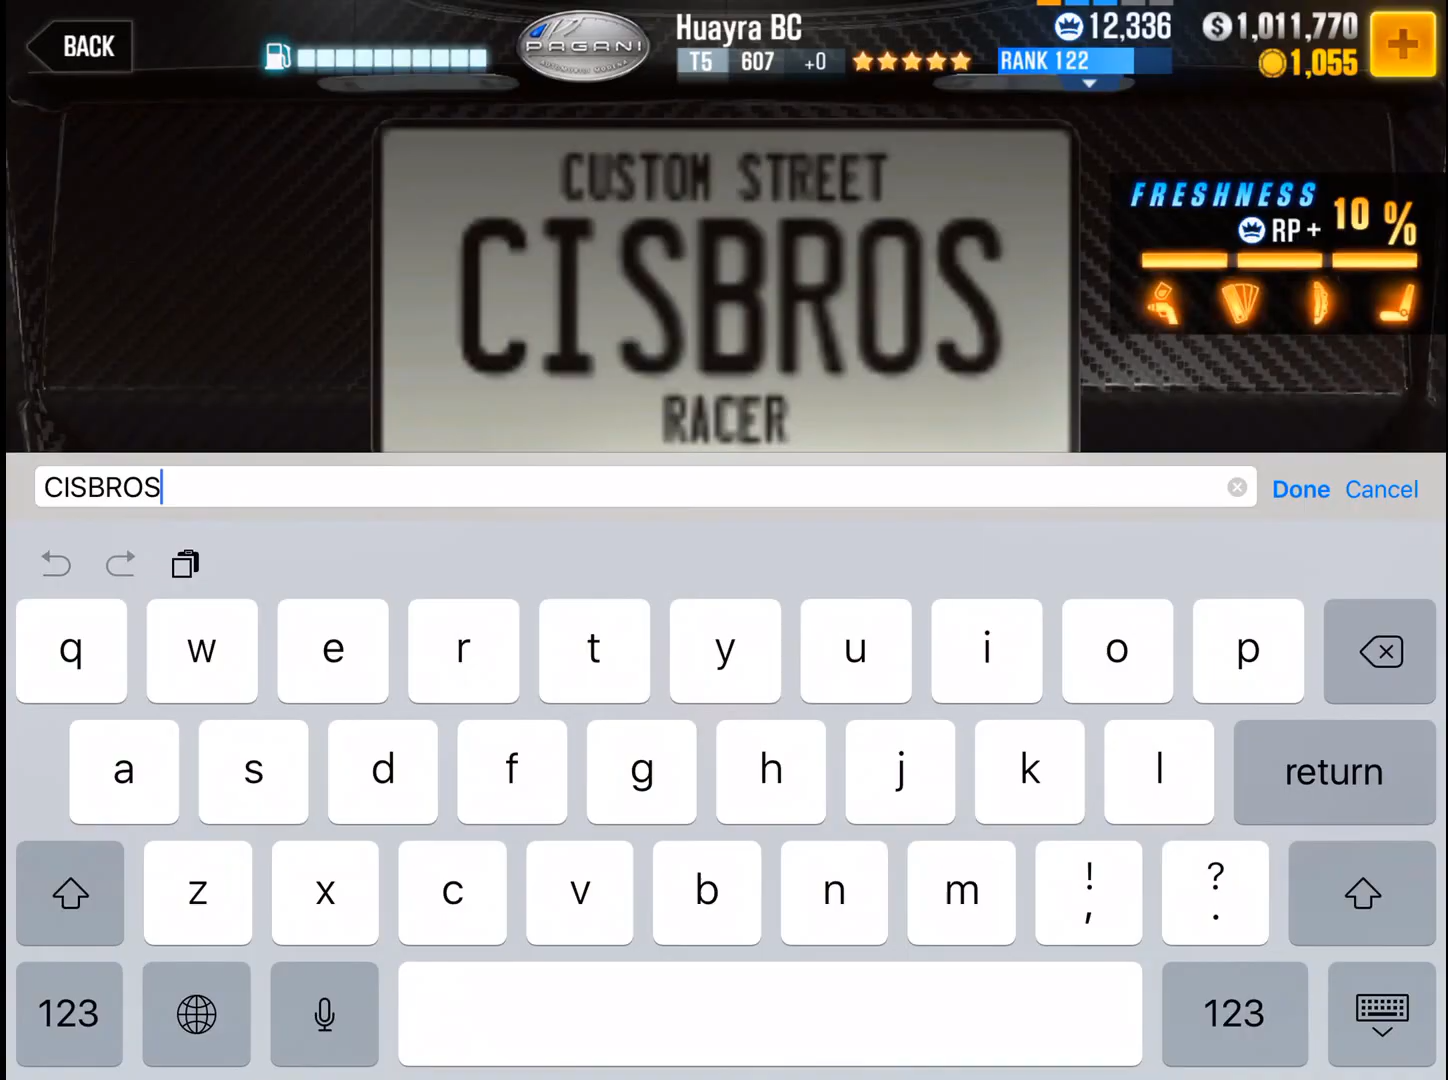 BACK
PAGANI
Huayra BC
T5 607 +0
12,336
RANK 122
1,011,770
1,055
CUSTOM STREET
CISBROS
RACER
FRESHNESS
RP + 10 %
CISBROS
Done Cancel
q w e r t y u i o p
a s d f g h j k l return
z x c v b n m ! , ? .
123 123